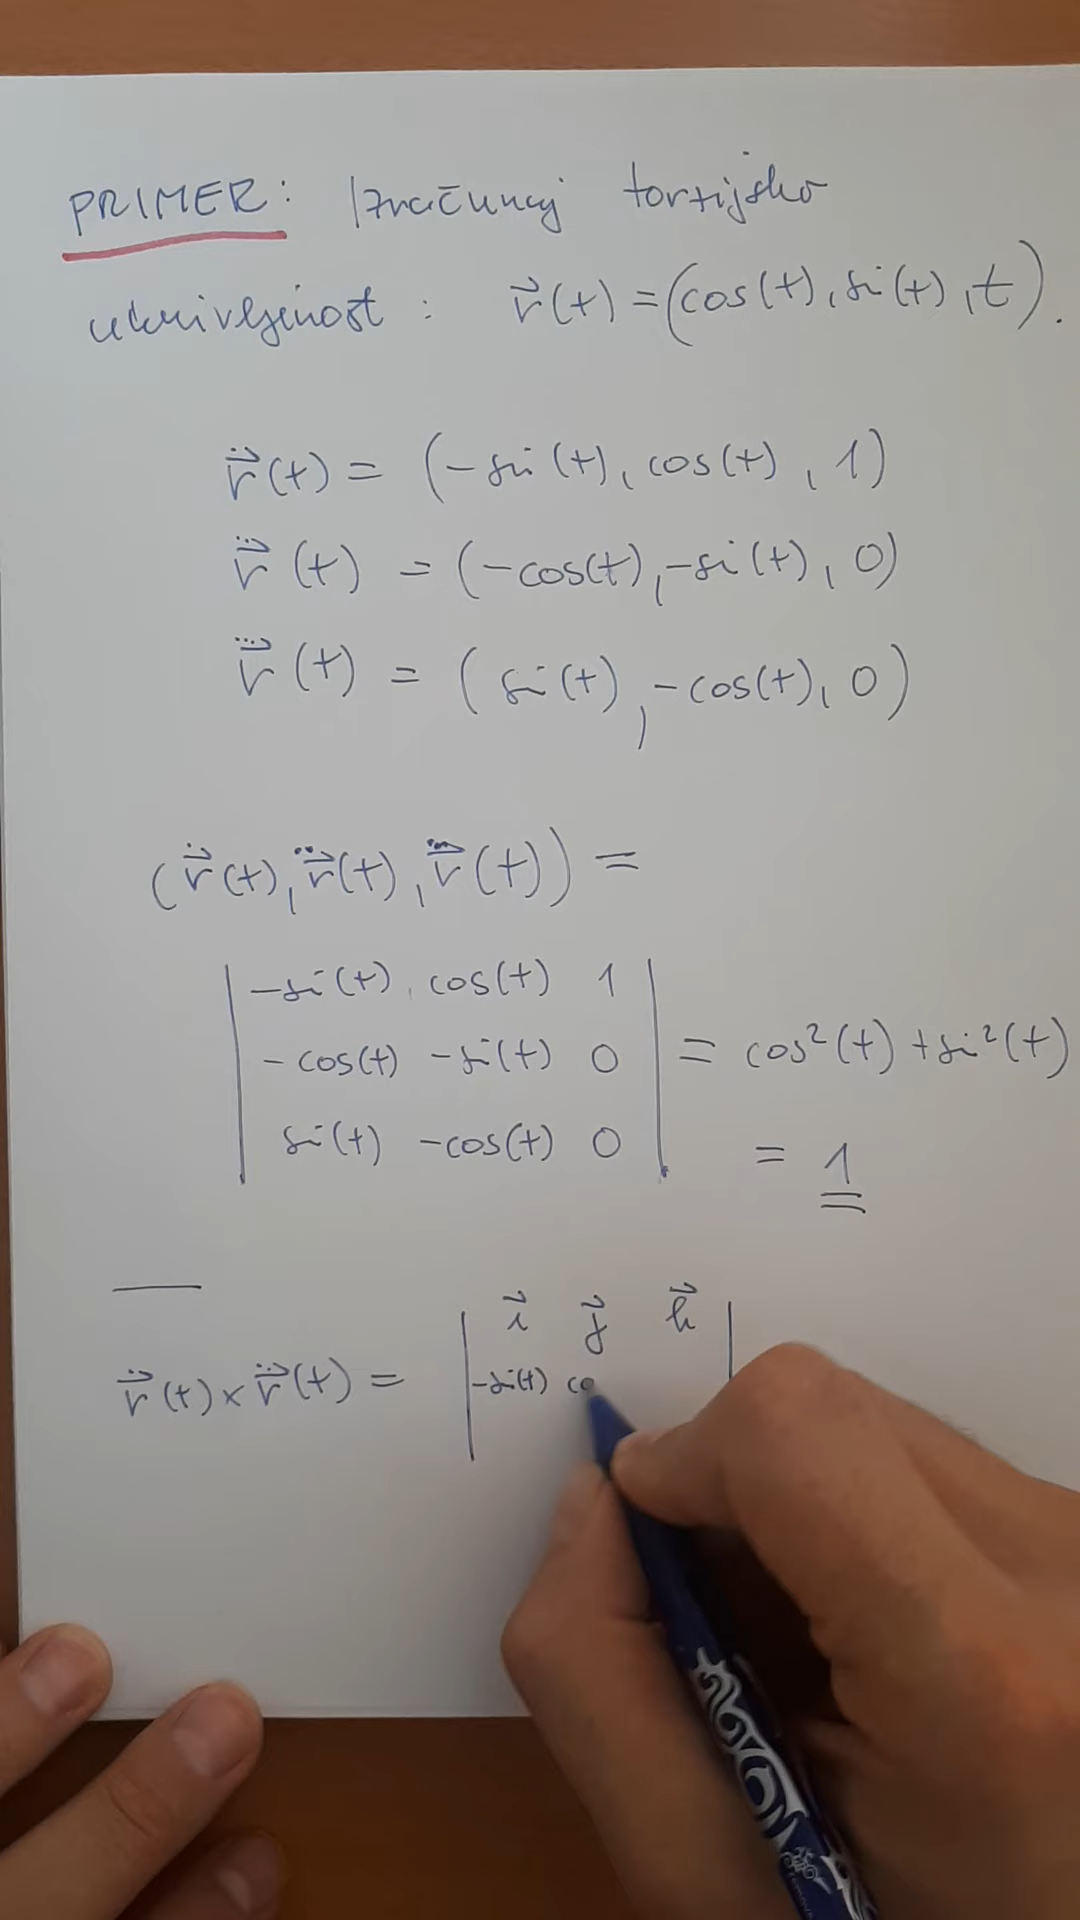 PRIMER: Izračunaj torzijsko
ukrivljenost : r⃗(t) = (cos(t), sin(t), t).
ṙ⃗(t) = (-sin(t), cos(t), 1)
r̈⃗(t) = (-cos(t), -sin(t), 0)
r⃛⃗(t) = (sin(t), -cos(t), 0)
(ṙ⃗(t), r̈⃗(t), r⃛⃗(t)) =
| -sin(t), cos(t) 1 |
| -cos(t) -sin(t) 0 | = cos²(t) + sin²(t)
| sin(t) -cos(t) 0 | = 1
| i⃗ j⃗ k⃗ |
ṙ⃗(t) × r̈⃗(t) = | -sin(t) co